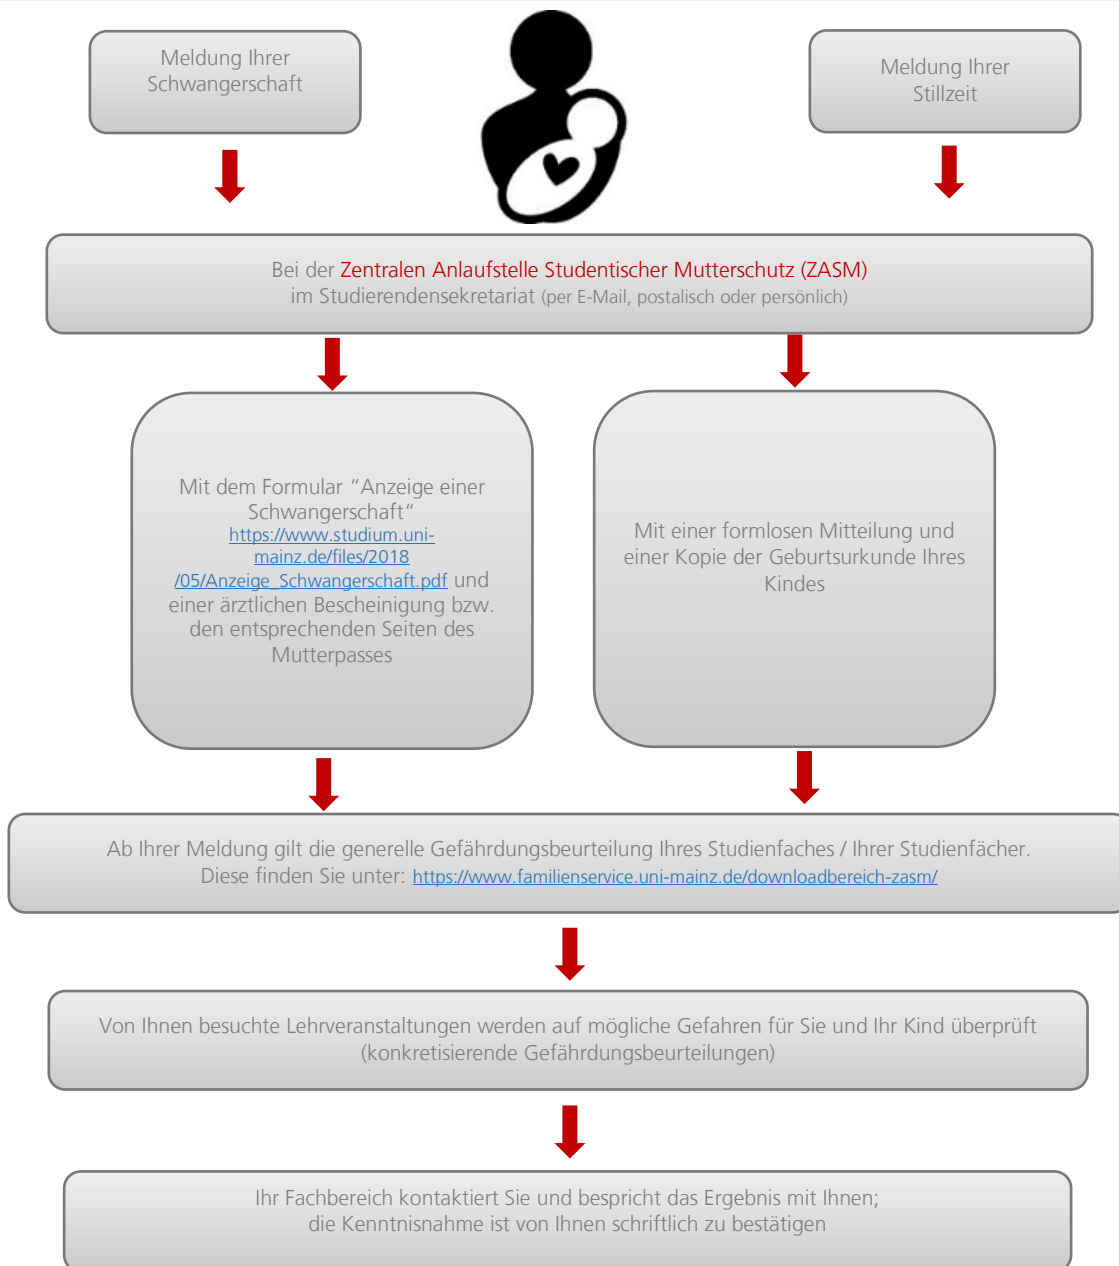 Meldung Ihrer
Schwangerschaft
Meldung Ihrer
Stillzeit
Bei der Zentralen Anlaufstelle Studentischer Mutterschutz (ZASM)
im Studierendensekretariat (per E-Mail, postalisch oder persönlich)
Mit dem Formular “Anzeige einer
Schwangerschaft“
https://www.studium.uni-
mainz.de/files/2018
/05/Anzeige_Schwangerschaft.pdf und
einer ärztlichen Bescheinigung bzw.
den entsprechenden Seiten des
Mutterpasses
Mit einer formlosen Mitteilung und
einer Kopie der Geburtsurkunde Ihres
Kindes
Ab Ihrer Meldung gilt die generelle Gefährdungsbeurteilung Ihres Studienfaches / Ihrer Studienfächer.
Diese finden Sie unter: https://www.familienservice.uni-mainz.de/downloadbereich-zasm/
Von Ihnen besuchte Lehrveranstaltungen werden auf mögliche Gefahren für Sie und Ihr Kind überprüft
(konkretisierende Gefährdungsbeurteilungen)
Ihr Fachbereich kontaktiert Sie und bespricht das Ergebnis mit Ihnen;
die Kenntnisnahme ist von Ihnen schriftlich zu bestätigen